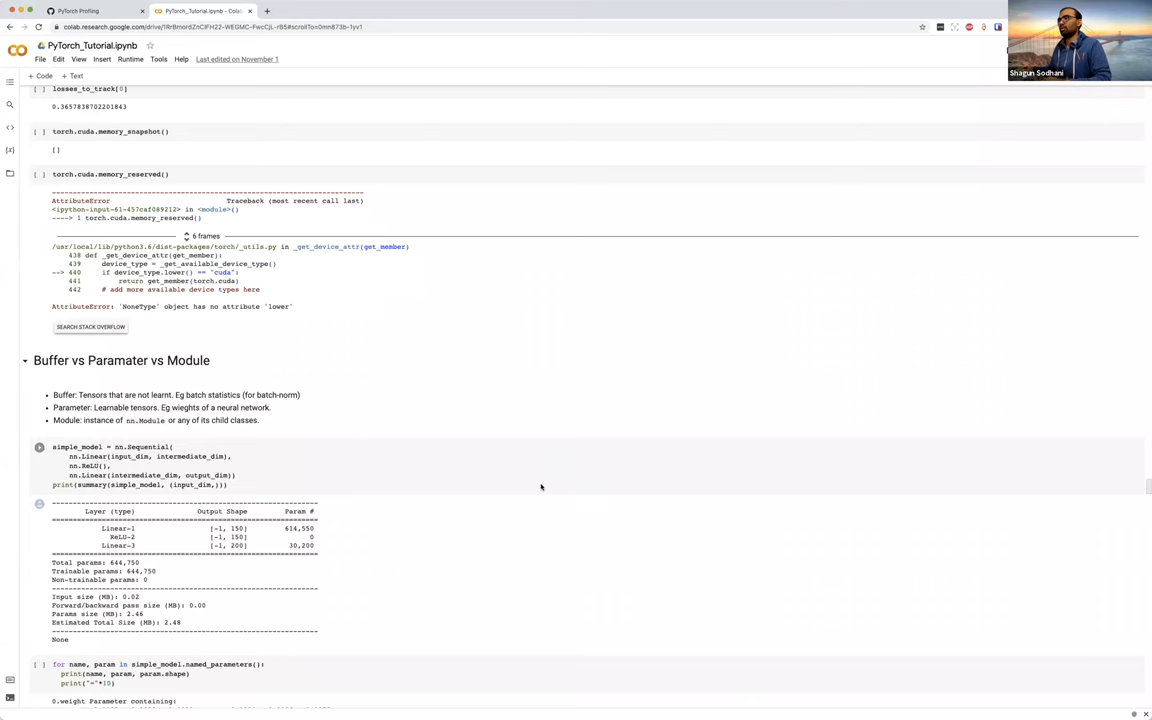 PyTorch Profiling
PyTorch_Tutorial.ipynb - Colab
colab.research.google.com/drive/
PyTorch_Tutorial.ipynb
File Edit View Insert Runtime Tools Help Last edited on November 1
+ Code + Text
Shagun Sodhani
losses_to_track[0]
0.3657838702201843
[ ] torch.cuda.memory_snapshot()
[]
[ ] torch.cuda.memory_reserved()
---------------------------------------------------------------------------
AttributeError Traceback (most recent call last)
<ipython-input-61-457caf089212> in <module>()
----> 1 torch.cuda.memory_reserved()
6 frames
/usr/local/lib/python3.6/dist-packages/torch/_utils.py in _get_device_attr(get_member)
438 def _get_device_attr(get_member):
439 device_type = _get_available_device_type()
--> 440 if device_type.lower() == "cuda":
441 return get_member(torch.cuda)
442 # add more available device types here
AttributeError: 'NoneType' object has no attribute 'lower'
SEARCH STACK OVERFLOW
Buffer vs Paramater vs Module
• Buffer: Tensors that are not learnt. Eg batch statistics (for batch-norm)
• Parameter: Learnable tensors. Eg wieghts of a neural network.
• Module: instance of nn.Module or any of its child classes.
simple_model = nn.Sequential(
nn.Linear(input_dim, intermediate_dim),
nn.ReLU(),
nn.Linear(intermediate_dim, output_dim))
print(summary(simple_model, (input_dim,)))
----------------------------------------------------------------
Layer (type) Output Shape Param #
================================================================
Linear-1 [-1, 150] 614,550
ReLU-2 [-1, 150] 0
Linear-3 [-1, 200] 30,200
================================================================
Total params: 644,750
Trainable params: 644,750
Non-trainable params: 0
----------------------------------------------------------------
Input size (MB): 0.02
Forward/backward pass size (MB): 0.00
Params size (MB): 2.46
Estimated Total Size (MB): 2.48
----------------------------------------------------------------
None
[ ] for name, param in simple_model.named_parameters():
print(name, param, param.shape)
print("="*10)
0.weight Parameter containing: